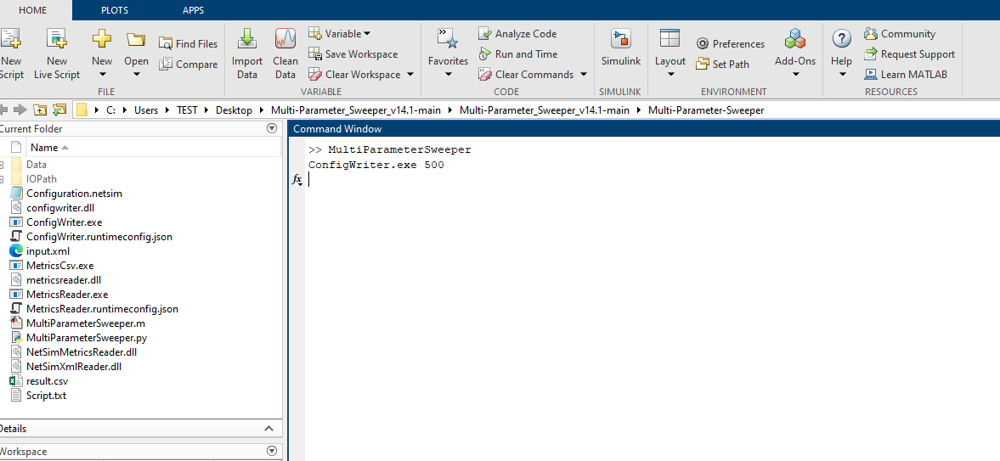 HOME PLOTS APPS
New Script
New Live Script
New
Open
Find Files
Compare
FILE
Import Data
Clean Data
Variable
Save Workspace
Clear Workspace
VARIABLE
Favorites
Analyze Code
Run and Time
Clear Commands
CODE
Simulink
SIMULINK
Layout
Preferences
Set Path
Add-Ons
ENVIRONMENT
? Help
Community
Request Support
Learn MATLAB
RESOURCES
C: Users TEST Desktop Multi-Parameter_Sweeper_v14.1-main Multi-Parameter_Sweeper_v14.1-main Multi-Parameter-Sweeper
Current Folder
Name
Data
IOPath
Configuration.netsim
configwriter.dll
ConfigWriter.exe
ConfigWriter.runtimeconfig.json
input.xml
MetricsCsv.exe
metricsreader.dll
MetricsReader.exe
MetricsReader.runtimeconfig.json
MultiParameterSweeper.m
MultiParameterSweeper.py
NetSimMetricsReader.dll
NetSimXmlReader.dll
result.csv
Script.txt
Details
Workspace
Command Window
>> MultiParameterSweeper
ConfigWriter.exe 500
fx